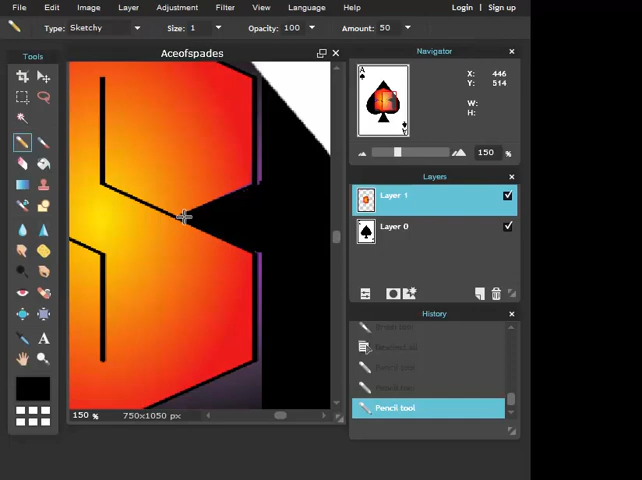 File Edit Image Layer Adjustment Filter View Language Help Login | Sign up
Type: Sketchy Size: 1 Opacity: 100 Amount: 50
Tools
Aceofspades
Navigator
X: 446
Y: 514
W:
H:
150 %
Layers
Layer 1
Layer 0
History
Pencil tool
150 % 750x1050 px
A
A
A